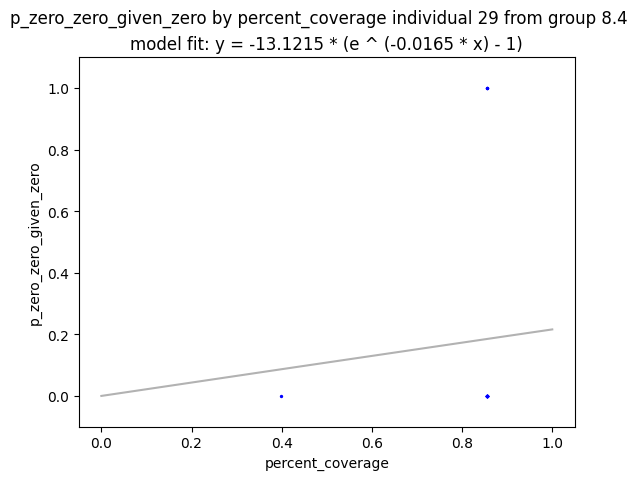 p_zero_zero_given_zero by percent_coverage individual 29 from group 8.4
model fit: y = -13.1215 * (e ^ (-0.0165 * x) - 1)
1.0
0.8
0.6
0.4
0.2
0.0
p_zero_zero_given_zero
0.0 0.2 0.4 0.6 0.8 1.0
percent_coverage